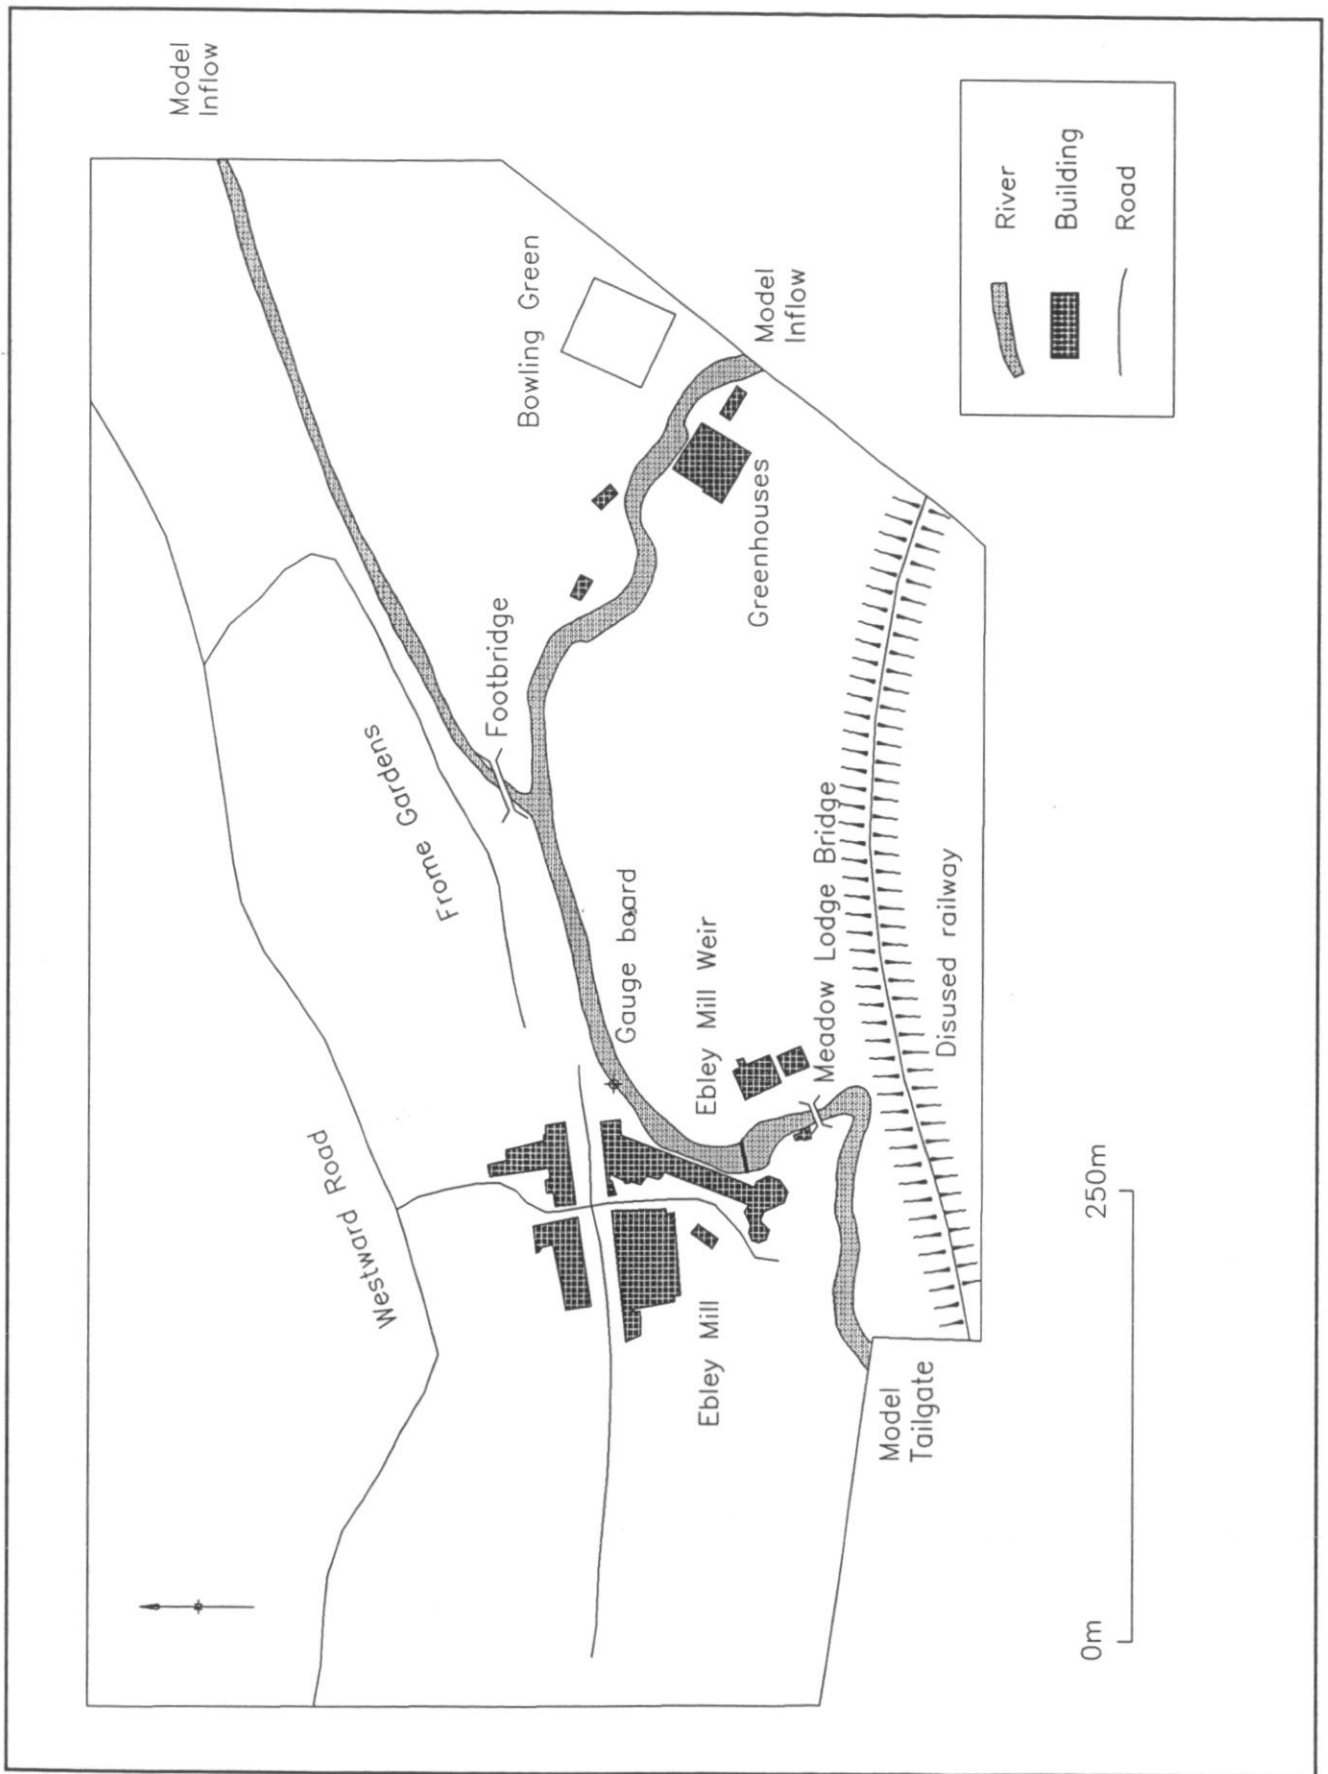 Model
Inflow
Bowling Green
Model
Inflow
River
Building
Road
Greenhouses
Footbridge
Frome Gardens
Gauge board
Ebley Mill Weir
Meadow Lodge Bridge
Disused railway
Westward Road
Ebley Mill
Model
Tailgate
0m
250m